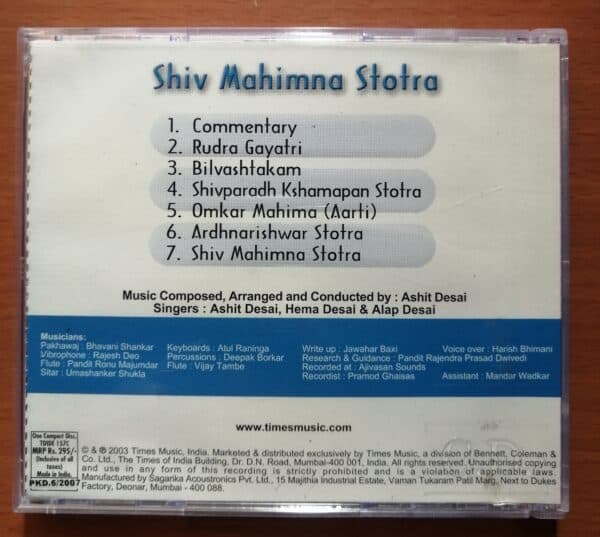 Shiv Mahimna Stotra
1. Commentary
2. Rudra Gayatri
3. Bilvashtakam
4. Shivparadh Kshamapan Stotra
5. Omkar Mahima (Aarti)
6. Ardhnarishwar Stotra
7. Shiv Mahimna Stotra
Music Composed, Arranged and Conducted by : Ashit Desai
Singers : Ashit Desai, Hema Desai & Alap Desai
Musicians:
Pakhawaj : Bhavani Shankar
Vibrophone : Rajesh Deo
Flute : Pandit Ronu Majumdar
Sitar : Umashanker Shukla
Keyboards : Atul Raninga
Percussions : Deepak Borkar
Flute : Vijay Tambe
Write up : Jawahar Baxi
Voice over : Harish Bhimani
Research & Guidance : Pandit Rajendra Prasad Dwivedi
Recorded at : Ajivasan Sounds
Recordist : Pramod Ghaisas
Assistant : Mandar Wadkar
www.timesmusic.com
One Compact Disc.
TDIDE 157C
MRP Rs. 295/-
(Inclusive of all
taxes)
Made in India.
PKD.6/2007
© & ℗ 2003 Times Music, India. Marketed & distributed exclusively by Times Music, a division of Bennett, Coleman &
Co. Ltd., The Times of India Building, Dr. D.N. Road, Mumbai-400 001, India. All rights reserved. Unauthorised copying
and use in any form of this recording is strictly prohibited and is violation of applicable laws.
Manufactured by Sagarika Acoustronics Pvt. Ltd., 15 Majithia Industrial Estate, Vaman Tukaram Patil Marg, Next to Dukes
Factory, Deonar, Mumbai - 400 088.